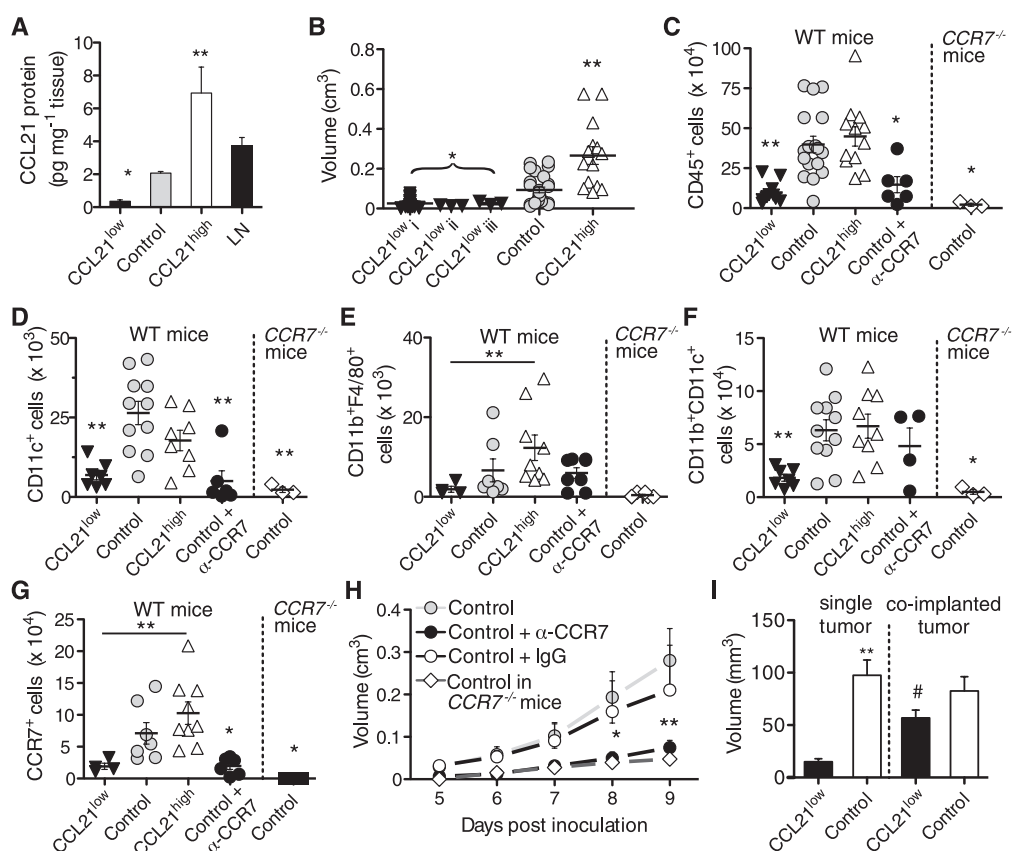 A
CCL21 protein
(pg mg⁻¹ tissue)
10
8
6
4
2
0
*
**
CCL21ˡᵒʷ
Control
CCL21ʰⁱᵍʰ
LN
B
Volume (cm³)
0.8
0.6
0.4
0.2
0
*
**
CCL21ˡᵒʷ i
CCL21ˡᵒʷ ii
CCL21ˡᵒʷ iii
Control
CCL21ʰⁱᵍʰ
C
WT mice
CCR7⁻/⁻
mice
CD45⁺ cells (x 10⁴)
100
75
50
25
0
**
*
*
CCL21ˡᵒʷ
Control
CCL21ʰⁱᵍʰ
Control +
α-CCR7
Control
D
WT mice
CCR7⁻/⁻
mice
CD11c⁺ cells (x 10³)
50
25
0
**
**
**
CCL21ˡᵒʷ
Control
CCL21ʰⁱᵍʰ
Control +
α-CCR7
Control
E
WT mice
CCR7⁻/⁻
mice
CD11b⁺F4/80⁺
cells (x 10³)
40
20
0
**
CCL21ˡᵒʷ
Control
CCL21ʰⁱᵍʰ
Control +
α-CCR7
Control
F
WT mice
CCR7⁻/⁻
mice
CD11b⁺CD11c⁺
cells (x 10⁴)
15
10
5
0
**
*
CCL21ˡᵒʷ
Control
CCL21ʰⁱᵍʰ
Control +
α-CCR7
Control
G
WT mice
CCR7⁻/⁻
mice
CCR7⁺ cells (x 10⁴)
25
20
15
10
5
0
**
*
*
CCL21ˡᵒʷ
Control
CCL21ʰⁱᵍʰ
Control +
α-CCR7
Control
H
Volume (cm³)
0.4
0.3
0.2
0.1
0
Control
Control + α-CCR7
Control + IgG
Control in
CCR7⁻/⁻ mice
*
**
5 6 7 8 9
Days post inoculation
I
single
tumor
co-implanted
tumor
Volume (mm³)
150
100
50
0
**
#
CCL21ˡᵒʷ
Control
CCL21ˡᵒʷ
Control